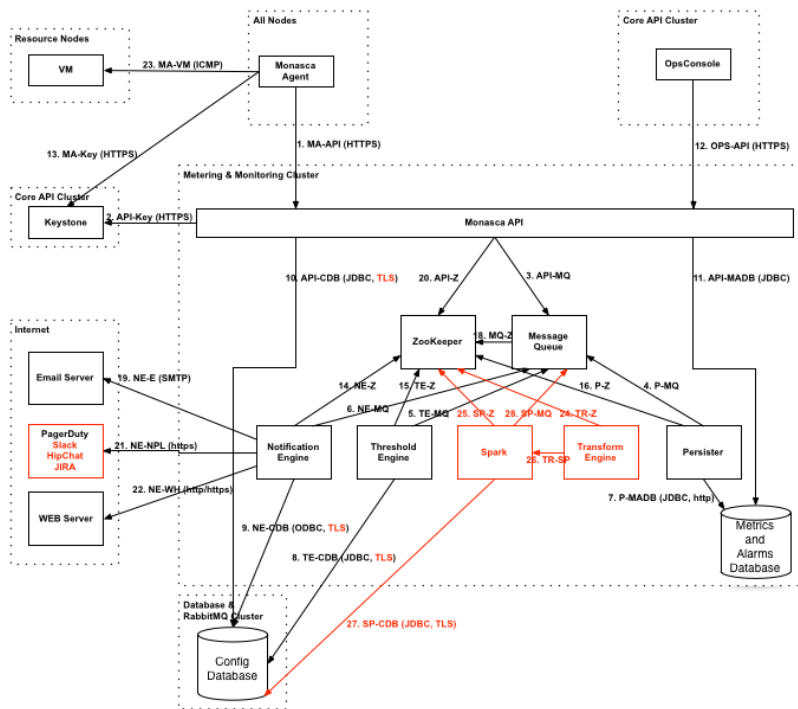 All Nodes
Core API Cluster
Resource Nodes
VM
23. MA-VM (ICMP)
Monasca
Agent
OpsConsole
13. MA-Key (HTTPS)
1. MA-API (HTTPS)
12. OPS-API (HTTPS)
Metering & Monitoring Cluster
Core API Cluster
Keystone
2. API-Key (HTTPS)
Monasca API
10. API-CDB (JDBC, TLS)
20. API-Z
3. API-MQ
11. API-MADB (JDBC)
Internet
ZooKeeper
18. MQ-Z
Message
Queue
Email Server
19. NE-E (SMTP)
14. NE-Z
15. TE-Z
16. P-Z
4. P-MQ
6. NE-MQ
5. TE-MQ
25. SP-Z
28. SP-MQ
24. TR-Z
PagerDuty
Slack
HipChat
JIRA
21. NE-NPL (https)
Notification
Engine
Threshold
Engine
Spark
26. TR-SP
Transform
Engine
Persister
22. NE-WH (http/https)
WEB Server
7. P-MADB (JDBC, http)
9. NE-CDB (ODBC, TLS)
8. TE-CDB (JDBC, TLS)
Metrics
and
Alarms
Database
Database &
RabbitMQ Cluster
27. SP-CDB (JDBC, TLS)
Config
Database